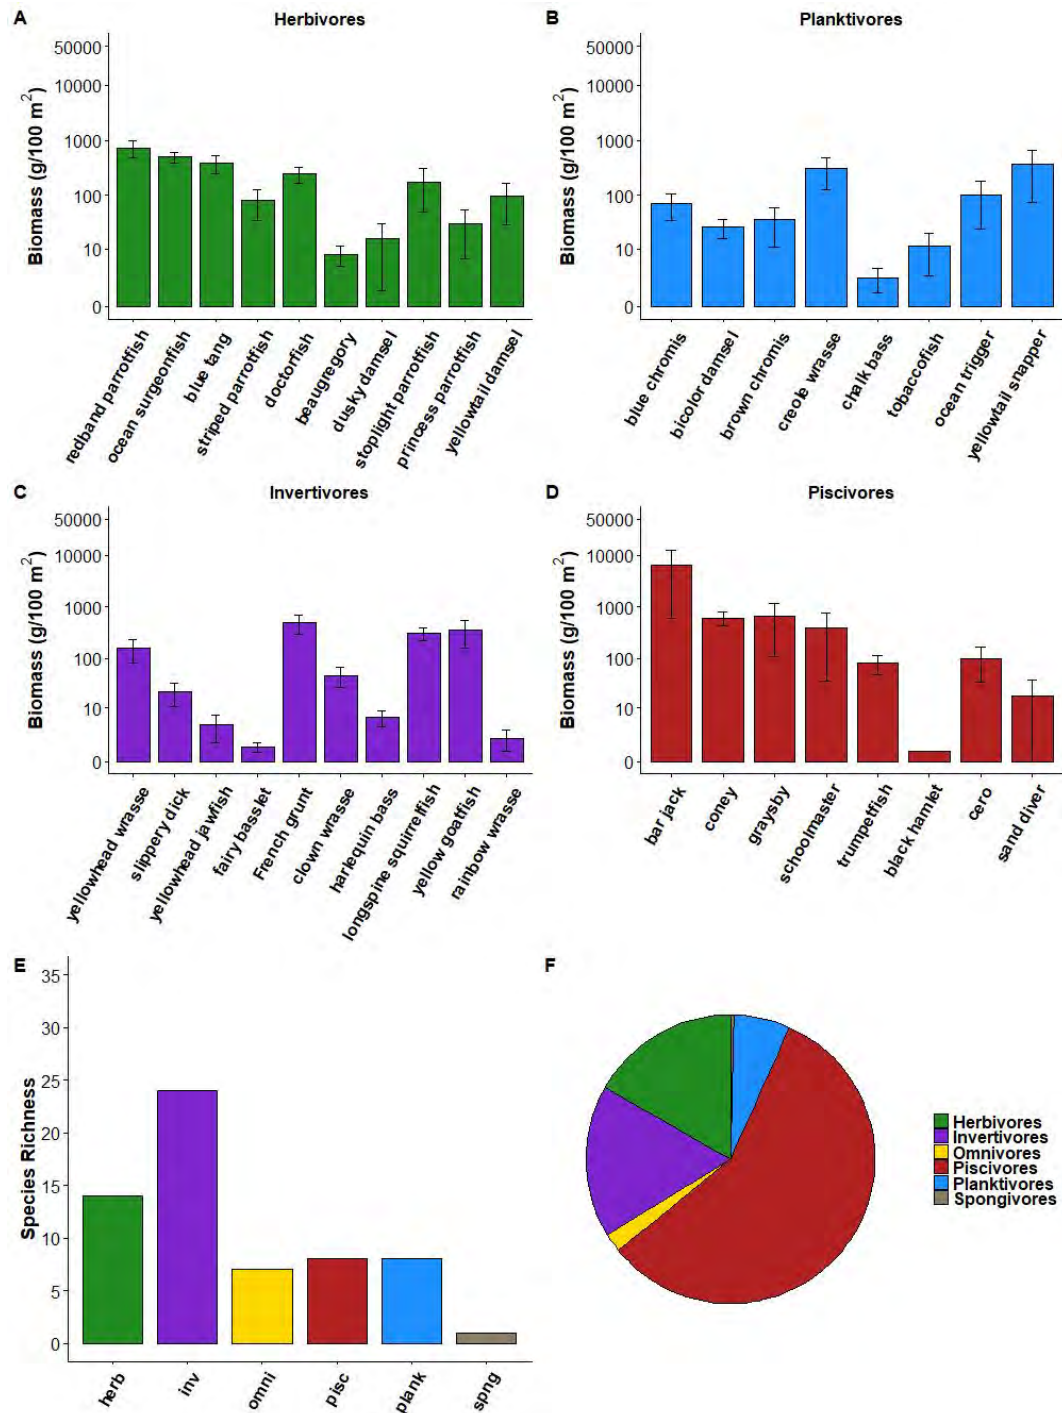 A
Herbivores
Biomass (g/100 m²)
50000
10000
1000
100
10
0
redband parrotfish
ocean surgeonfish
blue tang
striped parrotfish
doctorfish
beaugregory
dusky damsel
stoplight parrotfish
princess parrotfish
yellowtail damsel
B
Planktivores
Biomass (g/100 m²)
50000
10000
1000
100
10
0
blue chromis
bicolor damsel
brown chromis
creole wrasse
chalk bass
tobaccofish
ocean trigger
yellowtail snapper
C
Invertivores
Biomass (g/100 m²)
50000
10000
1000
100
10
0
yellowhead wrasse
slippery dick
yellowhead jawfish
fairy basslet
French grunt
clown wrasse
harlequin bass
longspine squirrelfish
yellow goatfish
rainbow wrasse
D
Piscivores
Biomass (g/100 m²)
50000
10000
1000
100
10
0
bar jack
coney
graysby
schoolmaster
trumpetfish
black hamlet
cero
sand diver
E
Species Richness
35
30
25
20
15
10
5
0
herb
inv
omni
pisc
plank
spng
F
Herbivores
Invertivores
Omnivores
Piscivores
Planktivores
Spongivores